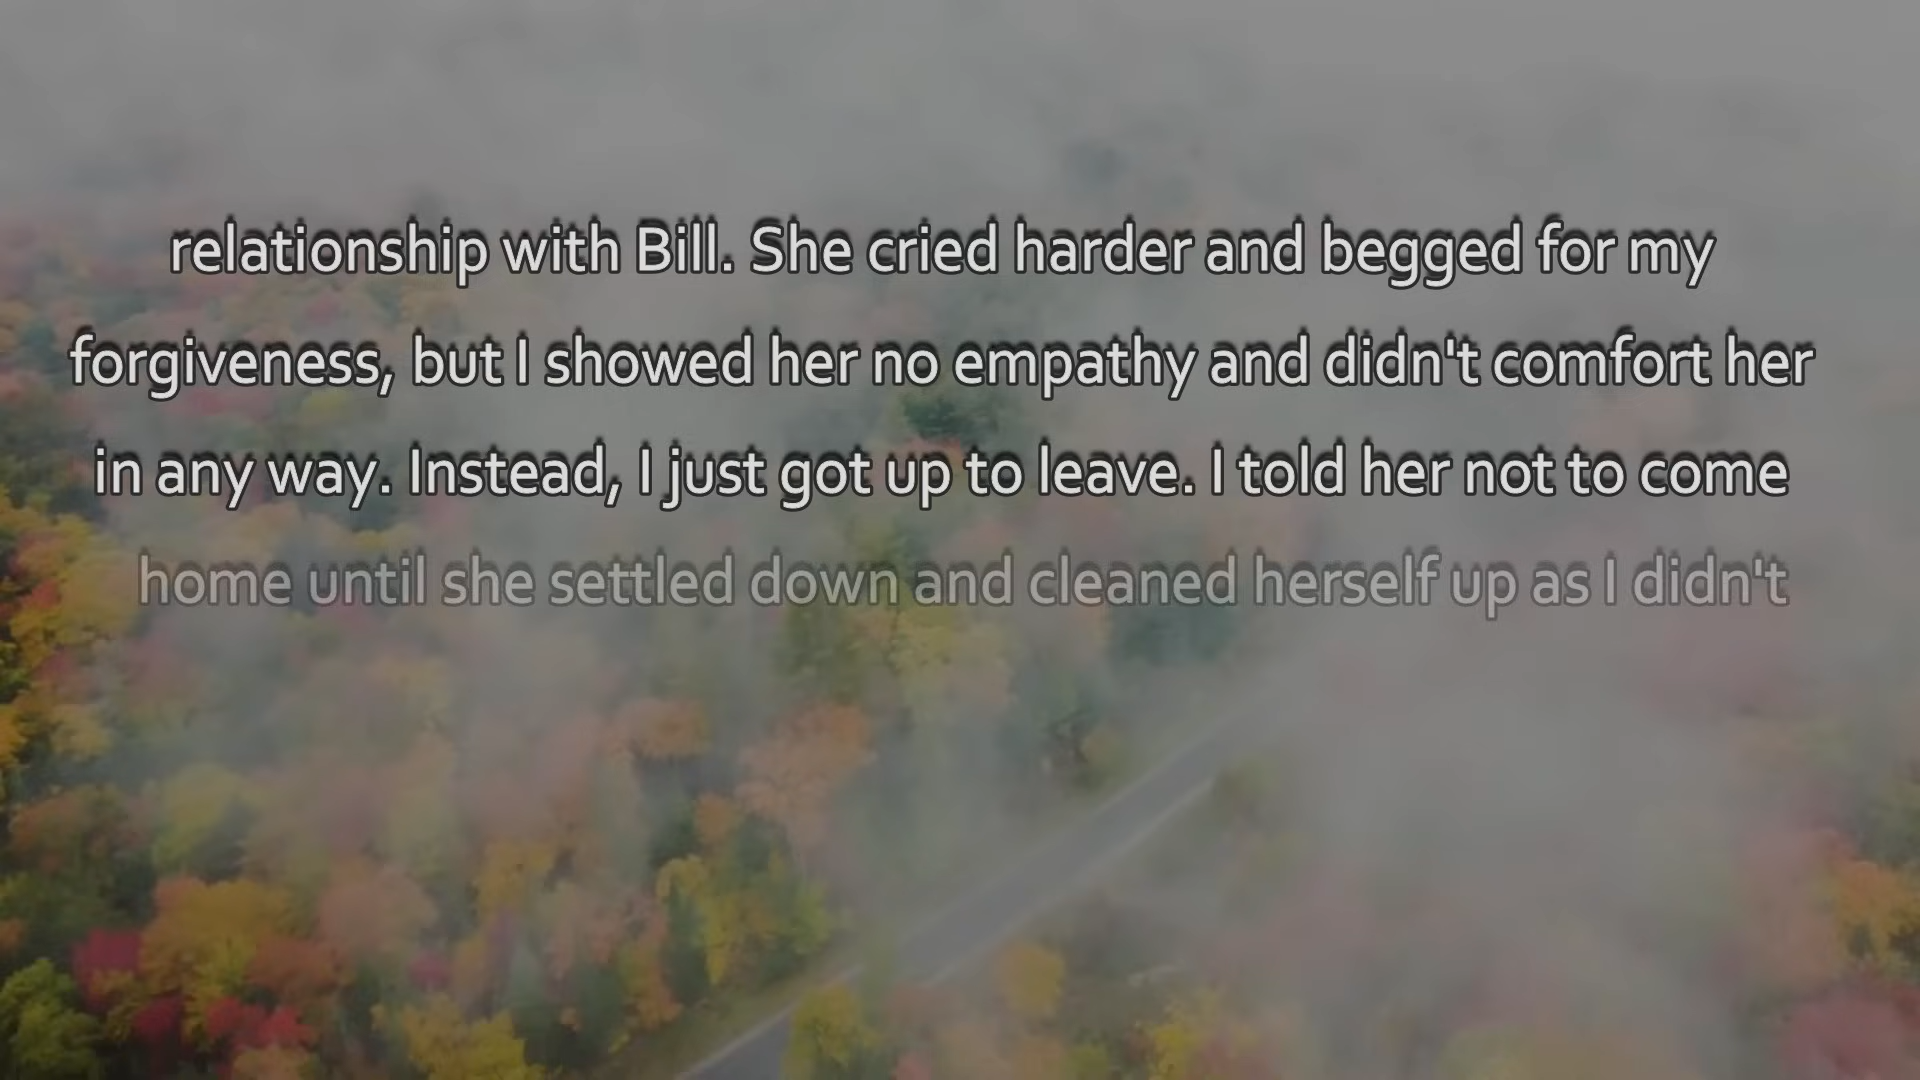 relationship with Bill. She cried harder and begged for my
forgiveness, but I showed her no empathy and didn't comfort her
in any way. Instead, I just got up to leave. I told her not to come
home until she settled down and cleaned herself up as I didn't